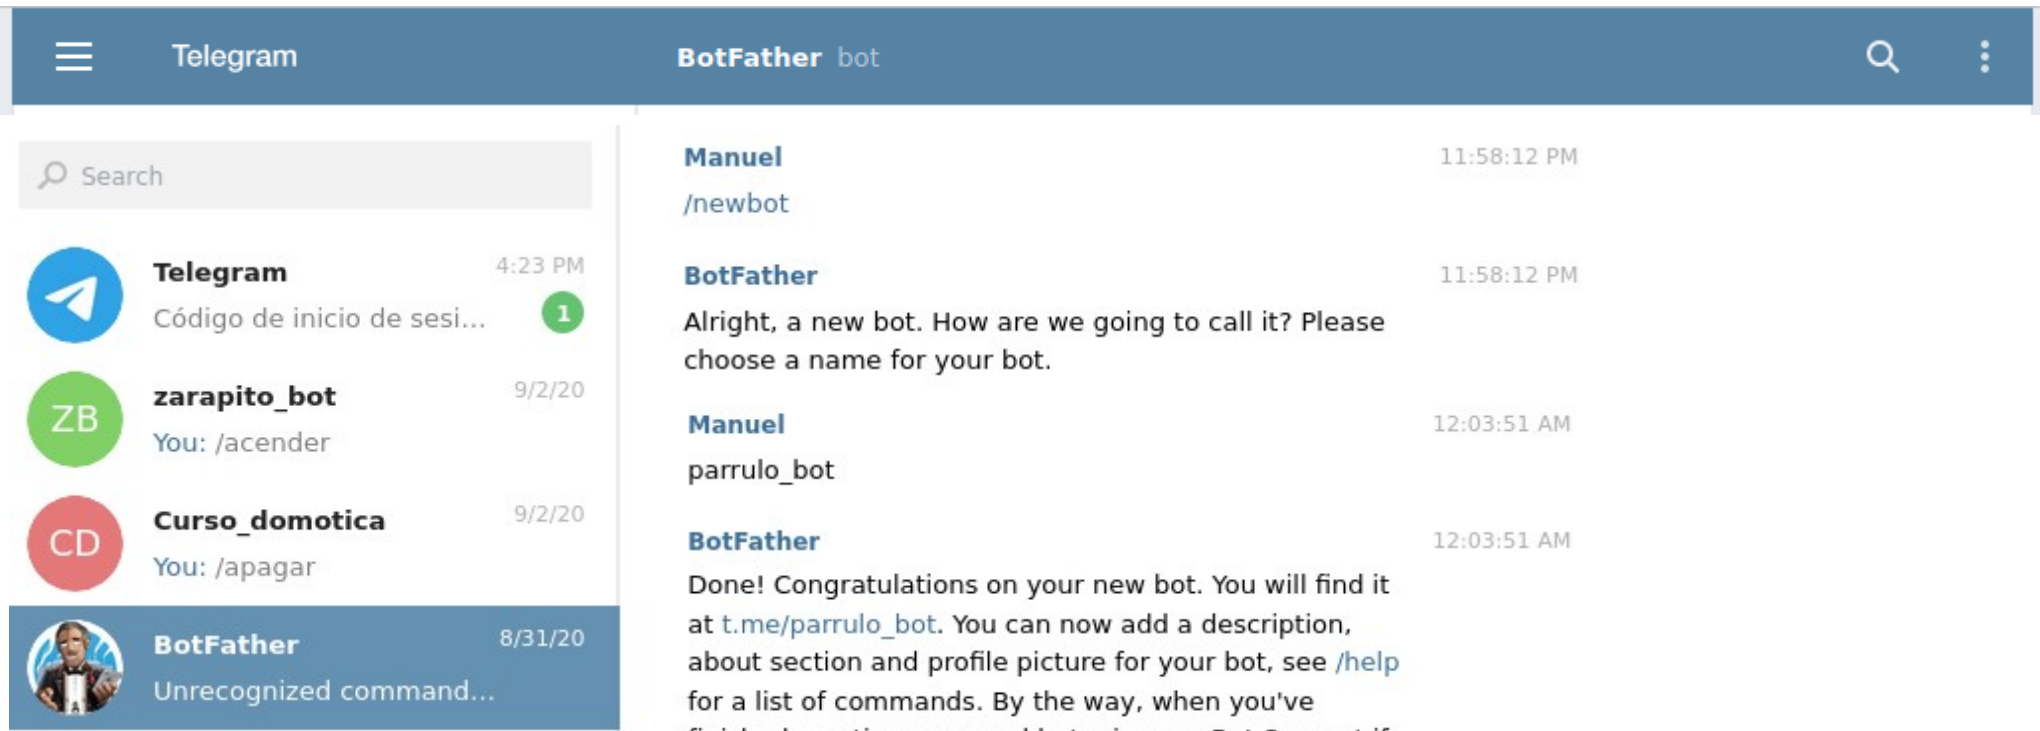 Telegram
BotFather bot
Search
Telegram 4:23 PM
Código de inicio de sesi... 1
ZB
zarapito_bot 9/2/20
You: /acender
CD
Curso_domotica 9/2/20
You: /apagar
BotFather 8/31/20
Unrecognized command...
Manuel 11:58:12 PM
/newbot
BotFather 11:58:12 PM
Alright, a new bot. How are we going to call it? Please
choose a name for your bot.
Manuel 12:03:51 AM
parrulo_bot
BotFather 12:03:51 AM
Done! Congratulations on your new bot. You will find it
at t.me/parrulo_bot. You can now add a description,
about section and profile picture for your bot, see /help
for a list of commands. By the way, when you've